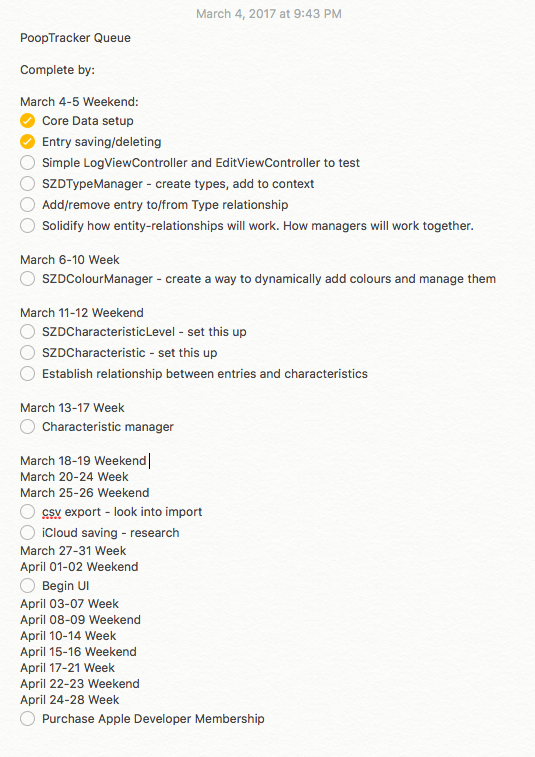 March 4, 2017 at 9:43 PM
PoopTracker Queue
Complete by:
March 4-5 Weekend:
Core Data setup
Entry saving/deleting
Simple LogViewController and EditViewController to test
SZDTypeManager - create types, add to context
Add/remove entry to/from Type relationship
Solidify how entity-relationships will work. How managers will work together.
March 6-10 Week
SZDColourManager - create a way to dynamically add colours and manage them
March 11-12 Weekend
SZDCharacteristicLevel - set this up
SZDCharacteristic - set this up
Establish relationship between entries and characteristics
March 13-17 Week
Characteristic manager
March 18-19 Weekend
March 20-24 Week
March 25-26 Weekend
csv export - look into import
iCloud saving - research
March 27-31 Week
April 01-02 Weekend
Begin UI
April 03-07 Week
April 08-09 Weekend
April 10-14 Week
April 15-16 Weekend
April 17-21 Week
April 22-23 Weekend
April 24-28 Week
Purchase Apple Developer Membership